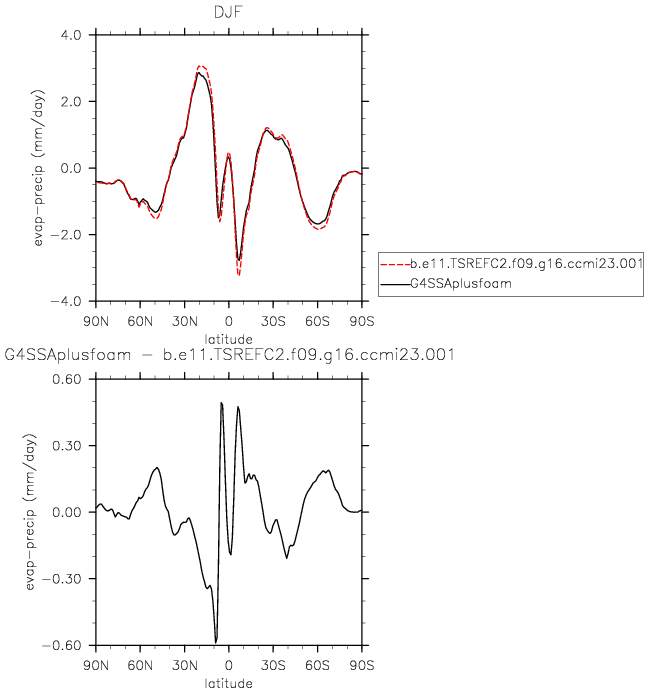 DJF
4.0
2.0
0.0
−2.0
−4.0
evap−precip (mm/day)
90N 60N 30N 0 30S 60S 90S
latitude
b.e11.TSREFC2.f09.g16.ccmi23.001
G4SSAplusfoam
G4SSAplusfoam − b.e11.TSREFC2.f09.g16.ccmi23.001
0.60
0.30
0.00
−0.30
−0.60
evap−precip (mm/day)
90N 60N 30N 0 30S 60S 90S
latitude